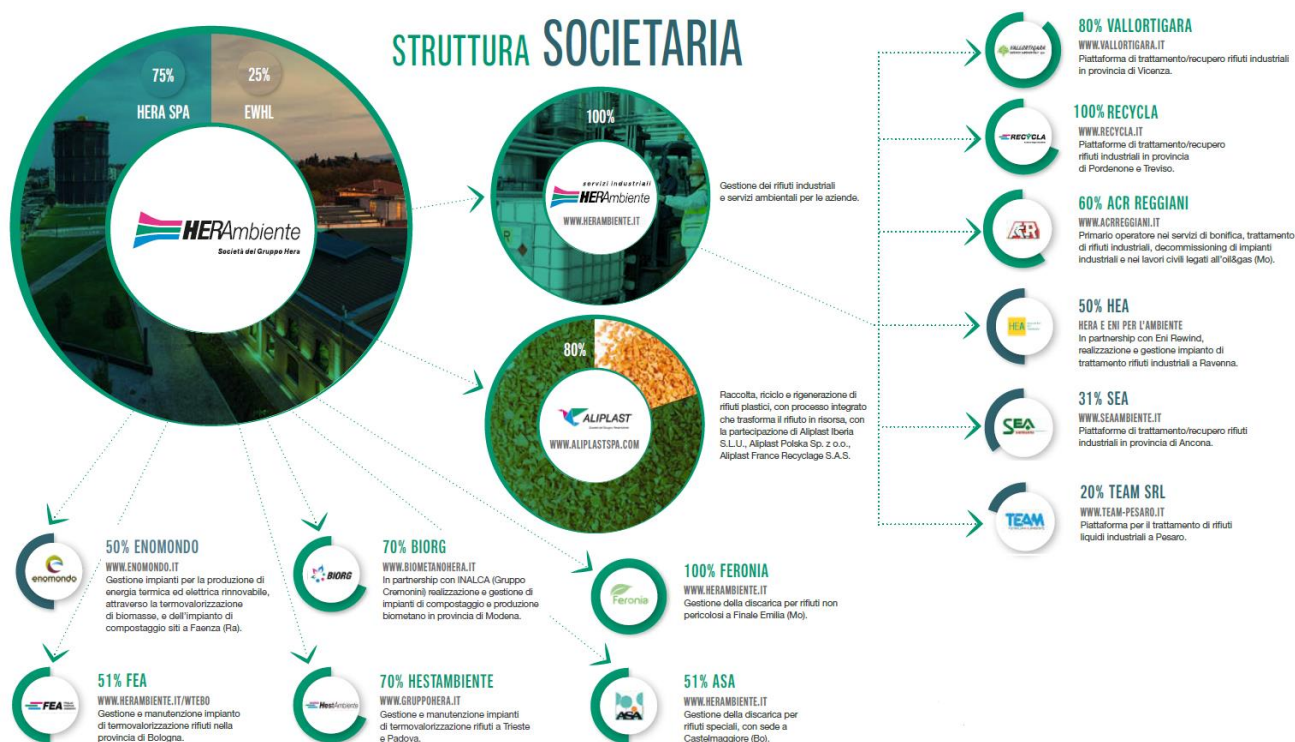 STRUTTURA SOCIETARIA
75%
HERA SPA
25%
EWHL
HERAmbiente
Società del Gruppo Hera
100%
servizi industriali
HERAmbiente
WWW.HERAMBIENTE.IT
Gestione dei rifiuti industriali
e servizi ambientali per le aziende.
80%
ALIPLAST
WWW.ALIPLASTSPA.COM
Raccolta, riciclo e rigenerazione di
rifiuti plastici, con processo integrato
che trasforma il rifiuto in risorsa, con
la partecipazione di Aliplast Iberia
S.L.U., Aliplast Polska Sp. z o.o.,
Aliplast France Recyclage S.A.S.
VALLORTIGARA
80% VALLORTIGARA
WWW.VALLORTIGARA.IT
Piattaforma di trattamento/recupero rifiuti industriali
in provincia di Vicenza.
RECYCLA
100% RECYCLA
WWW.RECYCLA.IT
Piattaforme di trattamento/recupero
rifiuti industriali in provincia
di Pordenone e Treviso.
ACR
60% ACR REGGIANI
WWW.ACRREGGIANI.IT
Primario operatore nei servizi di bonifica, trattamento
di rifiuti industriali, decommissioning di impianti
industriali e nei lavori civili legati all'oil&gas (Mo).
HEA
50% HEA
HERA E ENI PER L'AMBIENTE
In partnership con Eni Rewind,
realizzazione e gestione impianto di
trattamento rifiuti industriali a Ravenna.
SEA
31% SEA
WWW.SEAAMBIENTE.IT
Piattaforme di trattamento/recupero rifiuti
industriali in provincia di Ancona.
TEAM
20% TEAM SRL
WWW.TEAM-PESARO.IT
Piattaforma per il trattamento di rifiuti
liquidi industriali a Pesaro.
enomondo
50% ENOMONDO
WWW.ENOMONDO.IT
Gestione impianti per la produzione di
energia termica ed elettrica rinnovabile,
attraverso la termovalorizzazione
di biomasse, e dell'impianto di
compostaggio siti a Faenza (Ra).
BIORG
70% BIORG
WWW.BIOMETANOHERA.IT
In partnership con INALCA (Gruppo
Cremonini) realizzazione e gestione di
impianti di compostaggio e produzione
biometano in provincia di Modena.
Feronia
100% FERONIA
WWW.HERAMBIENTE.IT
Gestione della discarica per rifiuti non
pericolosi a Finale Emilia (Mo).
FEA
51% FEA
WWW.HERAMBIENTE.IT/WTEBO
Gestione e manutenzione impianto
di termovalorizzazione rifiuti nella
provincia di Bologna.
HestAmbiente
70% HESTAMBIENTE
WWW.GRUPPOHERA.IT
Gestione e manutenzione impianti
di termovalorizzazione rifiuti a Trieste
e Padova.
ASA
51% ASA
WWW.HERAMBIENTE.IT
Gestione della discarica per
rifiuti speciali, con sede a
Castelmaggiore (Bo).